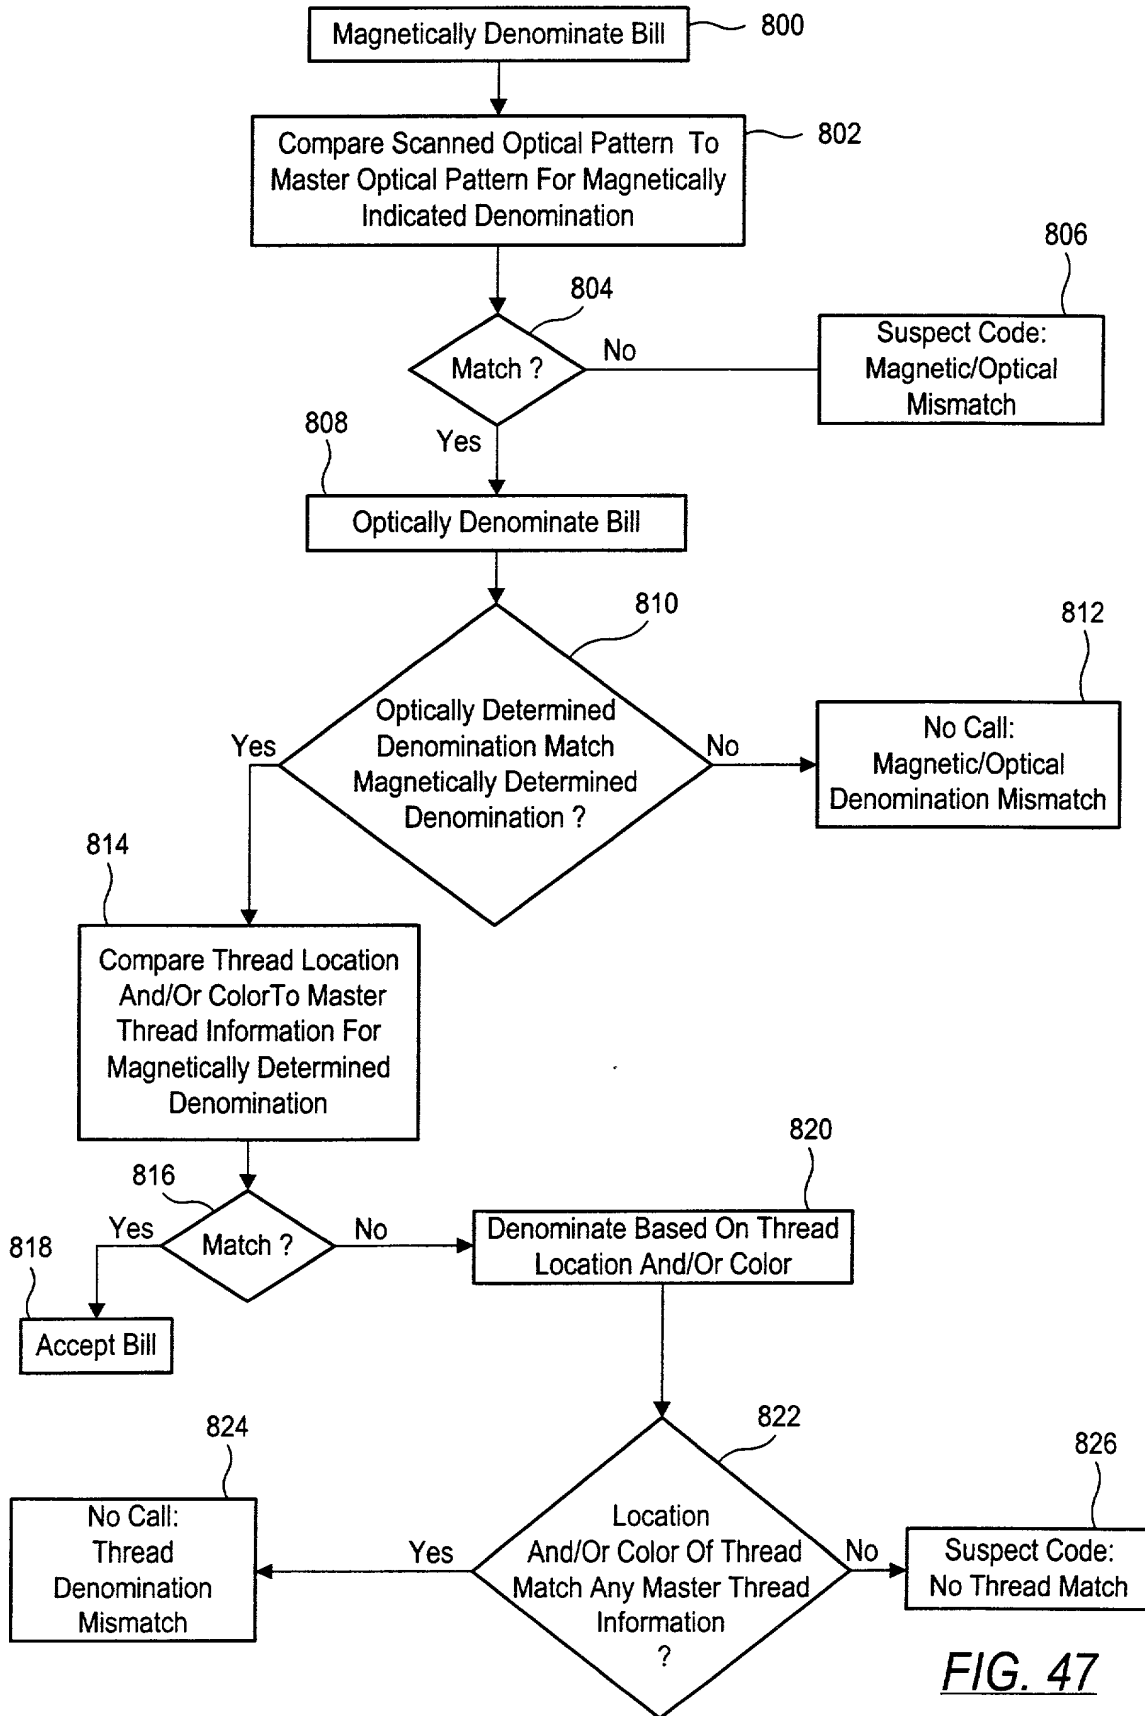 Magnetically Denominate Bill
800
Compare Scanned Optical Pattern To
Master Optical Pattern For Magnetically
Indicated Denomination
802
804
Match ?
No
Yes
806
Suspect Code:
Magnetic/Optical
Mismatch
808
Optically Denominate Bill
810
Optically Determined
Denomination Match
Magnetically Determined
Denomination ?
Yes
No
812
No Call:
Magnetic/Optical
Denomination Mismatch
814
Compare Thread Location
And/Or ColorTo Master
Thread Information For
Magnetically Determined
Denomination
816
Match ?
Yes
No
818
Accept Bill
820
Denominate Based On Thread
Location And/Or Color
822
Location
And/Or Color Of Thread
Match Any Master Thread
Information
?
Yes
No
824
No Call:
Thread
Denomination
Mismatch
826
Suspect Code:
No Thread Match
FIG. 47